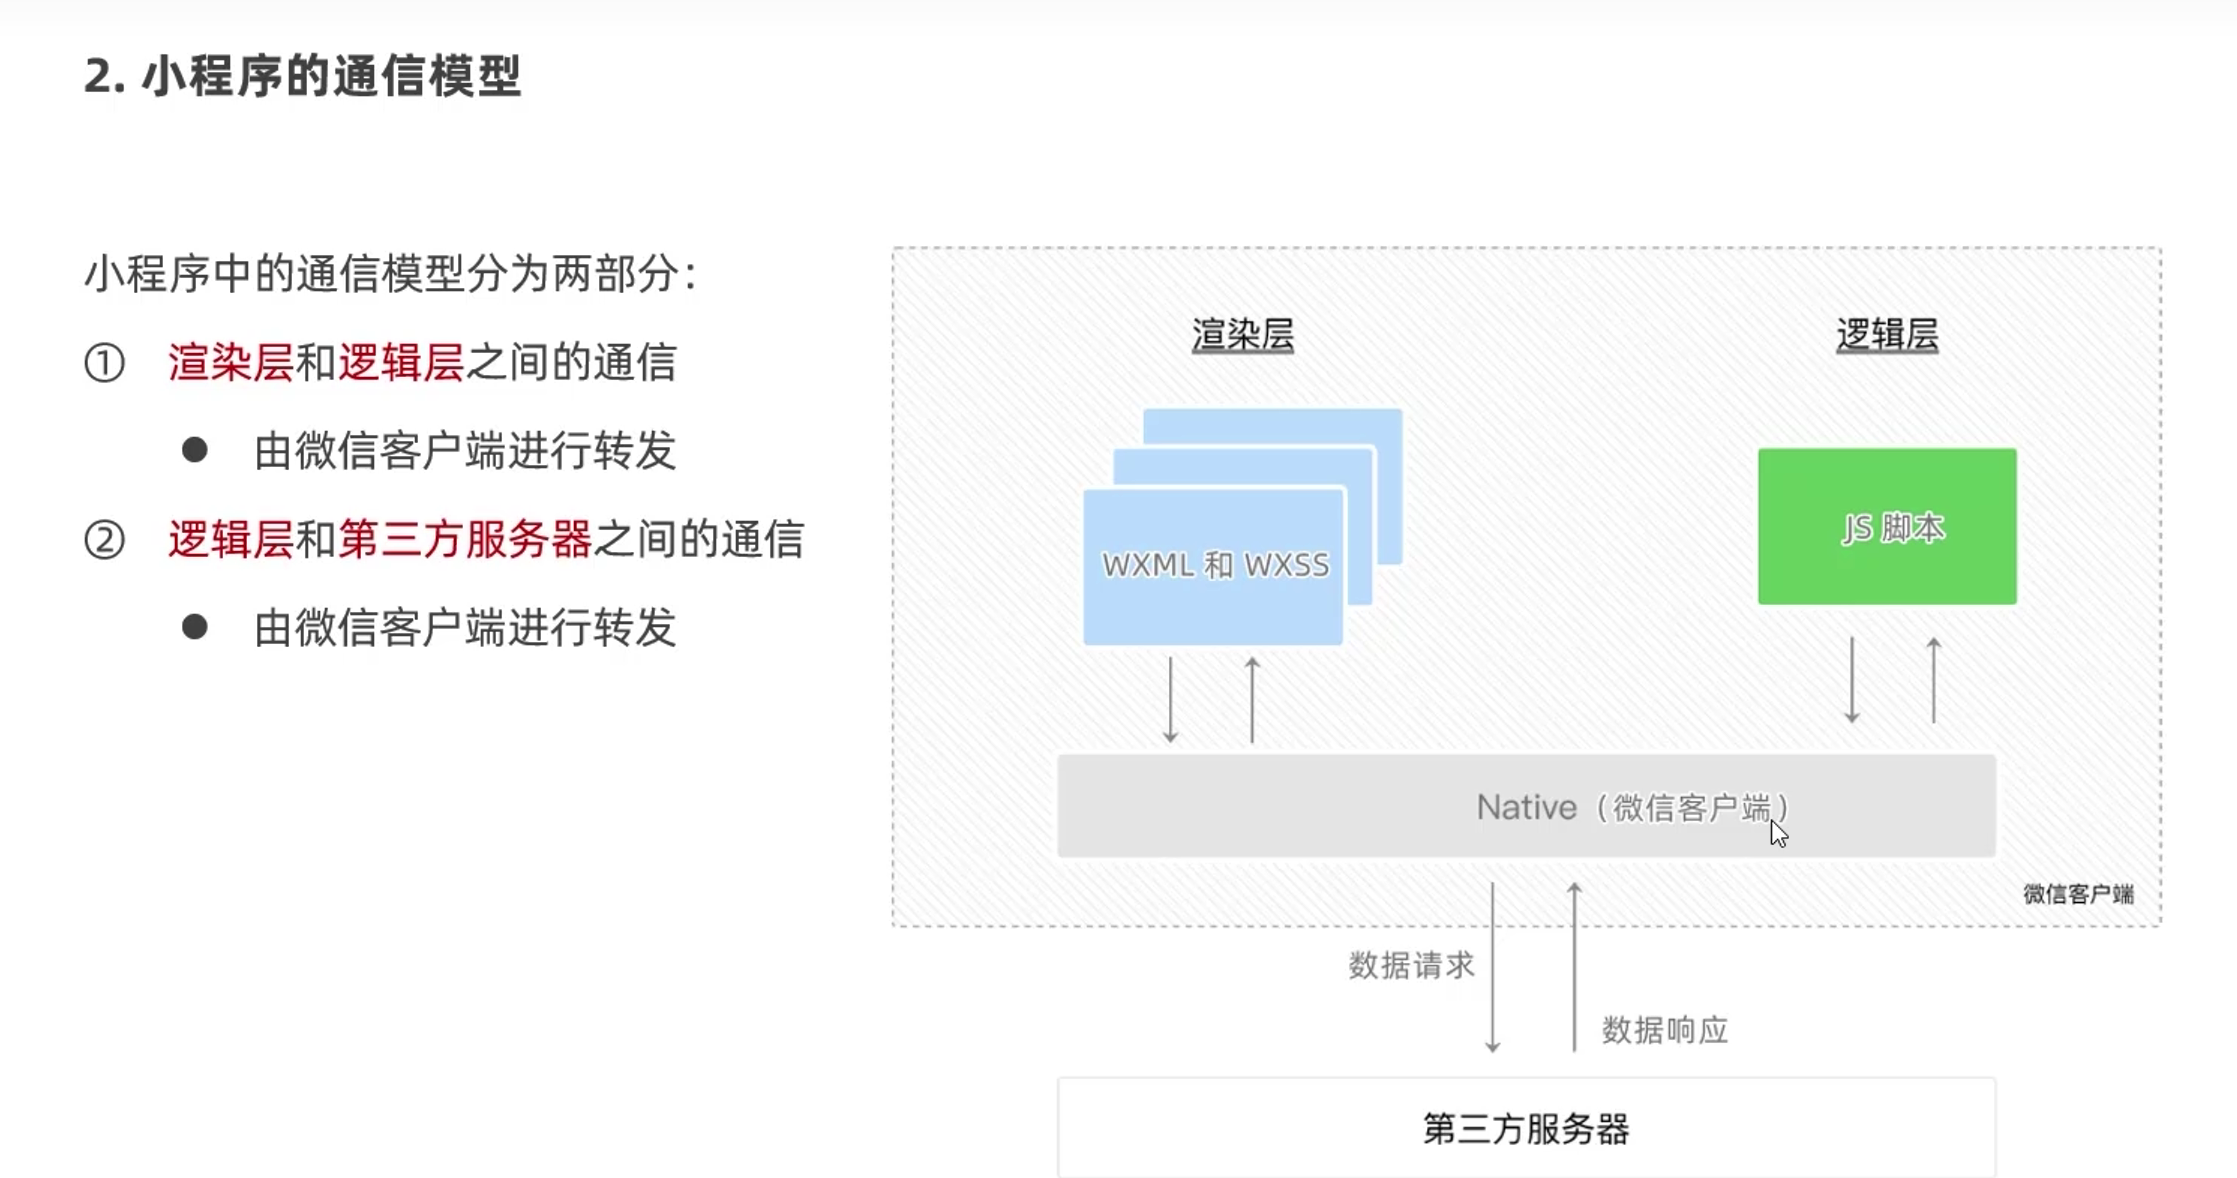 2. 小程序的通信模型
小程序中的通信模型分为两部分：
① 渲染层和逻辑层之间的通信
● 由微信客户端进行转发
② 逻辑层和第三方服务器之间的通信
● 由微信客户端进行转发
渲染层
逻辑层
WXML 和 WXSS
JS 脚本
Native（微信客户端）
微信客户端
数据请求
数据响应
第三方服务器